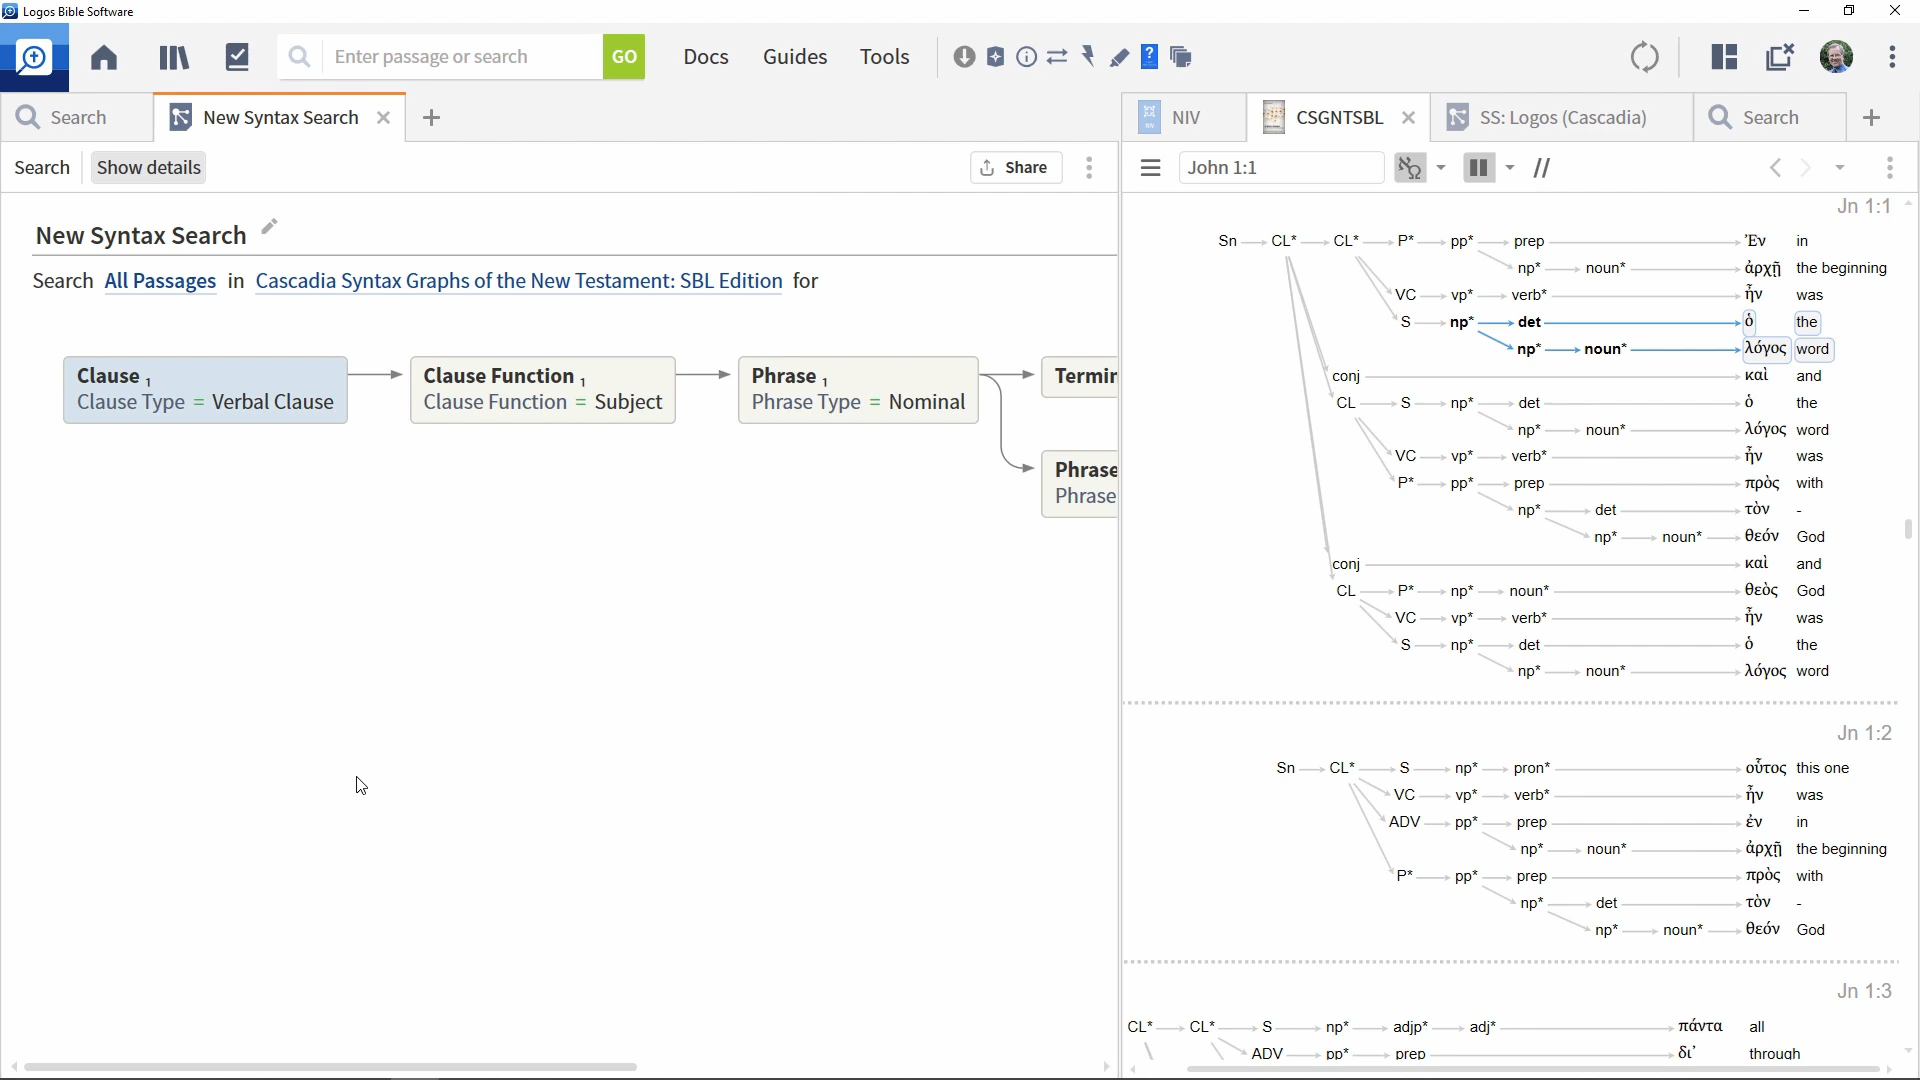 Logos Bible Software
Enter passage or search
GO
Docs
Guides
Tools
Search
New Syntax Search
Search
Show details
Share
New Syntax Search
Search All Passages in Cascadia Syntax Graphs of the New Testament: SBL Edition for
Clause 1
Clause Type = Verbal Clause
Clause Function 1
Clause Function = Subject
Phrase 1
Phrase Type = Nominal
Termin
Phrase
Phrase
NIV
CSGNTSBL
SS: Logos (Cascadia)
Search
John 1:1
Jn 1:1
Sn CL* CL* P* pp* prep Ἐν in
np* noun* ἀρχῇ the beginning
VC vp* verb* ἦν was
S np* det ὁ the
np* noun* λόγος word
conj καὶ and
CL S np* det ὁ the
np* noun* λόγος word
VC vp* verb* ἦν was
P* pp* prep πρὸς with
np* det τὸν -
np* noun* θεόν God
conj καὶ and
CL P* np* noun* θεὸς God
VC vp* verb* ἦν was
S np* det ὁ the
np* noun* λόγος word
Jn 1:2
Sn CL* S np* pron* οὗτος this one
VC vp* verb* ἦν was
ADV pp* prep ἐν in
np* noun* ἀρχῇ the beginning
P* pp* prep πρὸς with
np* det τὸν -
np* noun* θεόν God
Jn 1:3
CL* CL* S np* adjp* adj* πάντα all
ADV pp* prep δι’ through